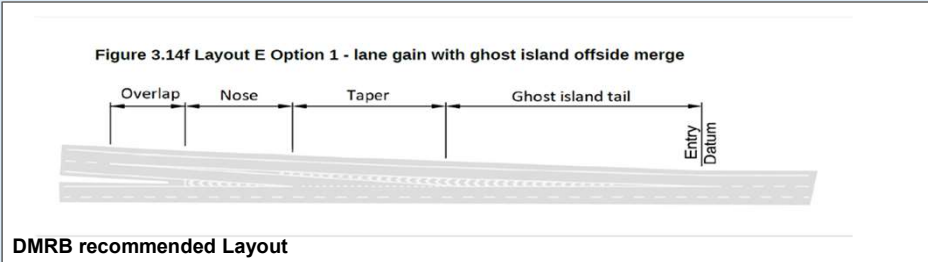 Figure 3.14f Layout E Option 1 - lane gain with ghost island offside merge
Overlap Nose Taper Ghost island tail
Entry
Datum
DMRB recommended Layout